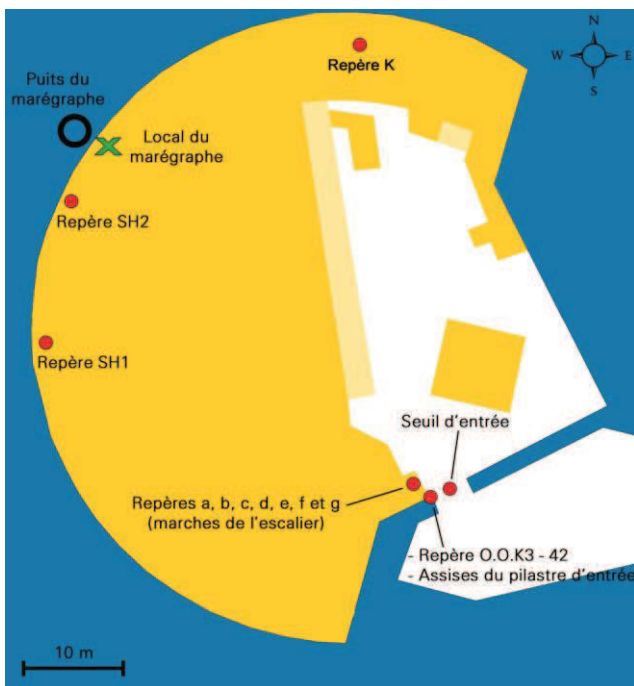 N
W E
S
Repère K
Puits du
marégraphe
Local du
marégraphe
Repère SH2
Repère SH1
Seuil d'entrée
Repères a, b, c, d, e, f et g
(marches de l'escalier)
- Repère O.O.K3 - 42
- Assises du pilastre d'entrée
10 m